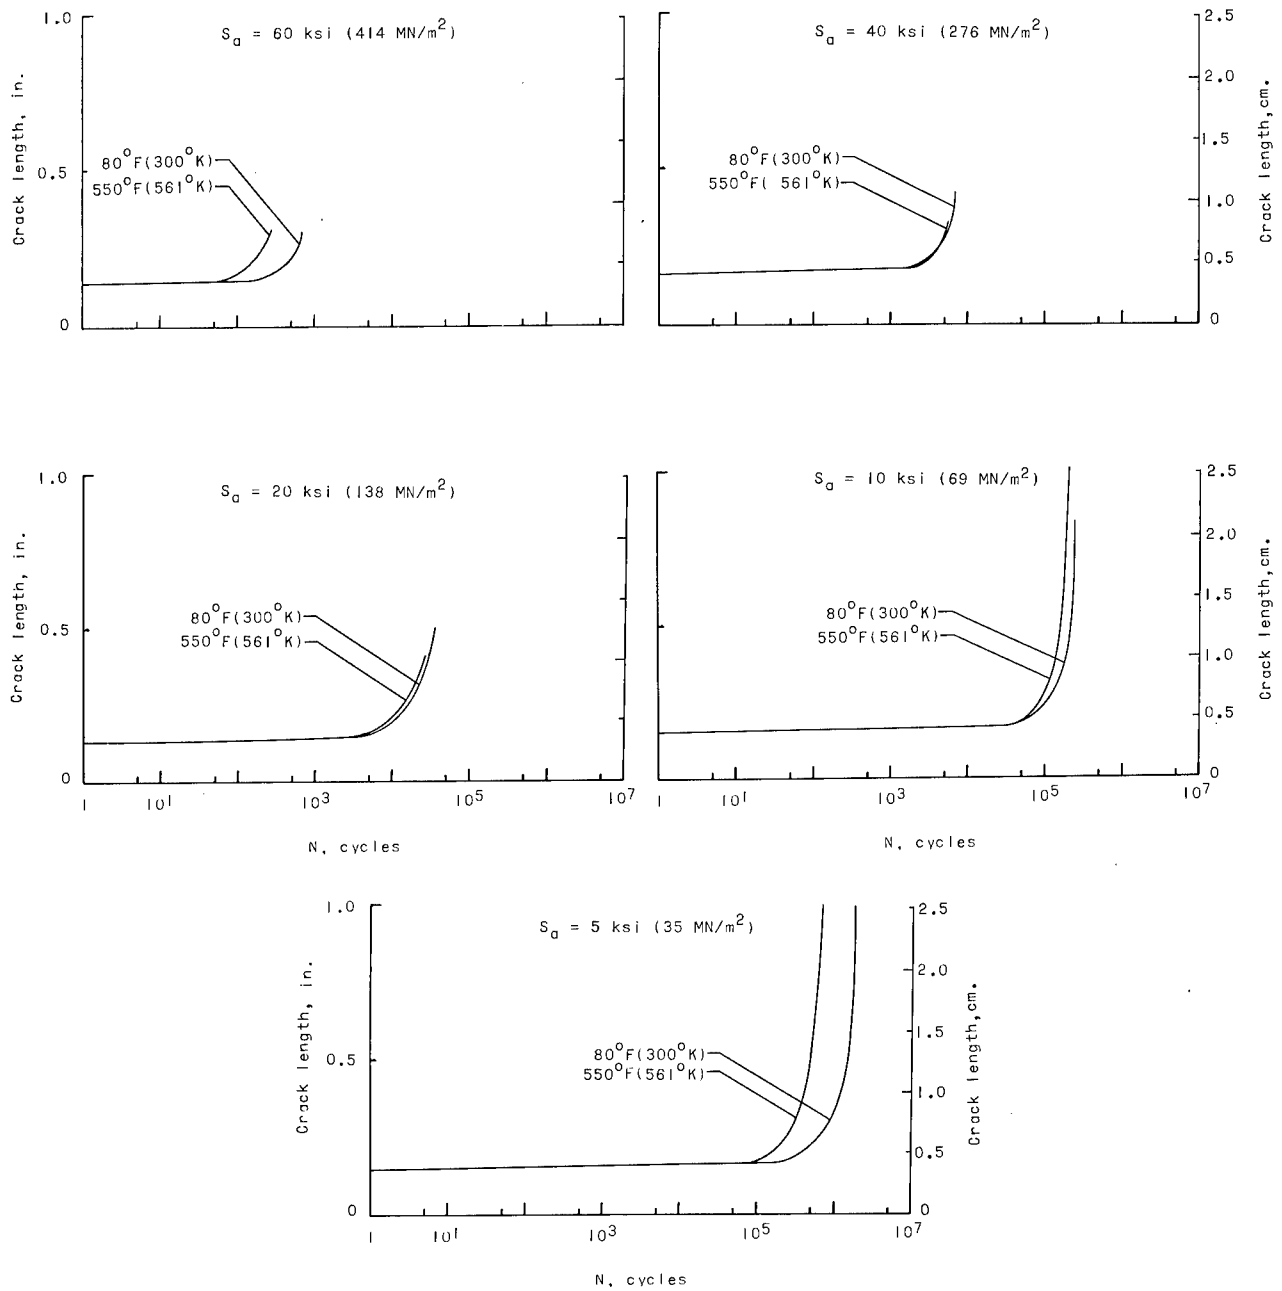 Sa = 60 ksi (414 MN/m²)
1.0
0.5
0
Crack length, in.
80°F(300°K)
550°F(561°K)
Sa = 40 ksi (276 MN/m²)
80°F(300°K)
550°F( 561°K)
2.5
2.0
1.5
1.0
0.5
0
Crack length,cm.
Sa = 20 ksi (138 MN/m²)
1.0
0.5
0
Crack length, in.
80°F(300°K)
550°F(561°K)
1 10¹ 10³ 10⁵ 10⁷
N, cycles
Sa = 10 ksi (69 MN/m²)
80°F(300°K)
550°F(561°K)
2.5
2.0
1.5
1.0
0.5
0
Crack length,cm.
1 10¹ 10³ 10⁵ 10⁷
N, cycles
Sa = 5 ksi (35 MN/m²)
1.0
0.5
0
Crack length, in.
80°F(300°K)
550°F(561°K)
2.5
2.0
1.5
1.0
0.5
0
Crack length,cm.
1 10¹ 10³ 10⁵ 10⁷
N, cycles